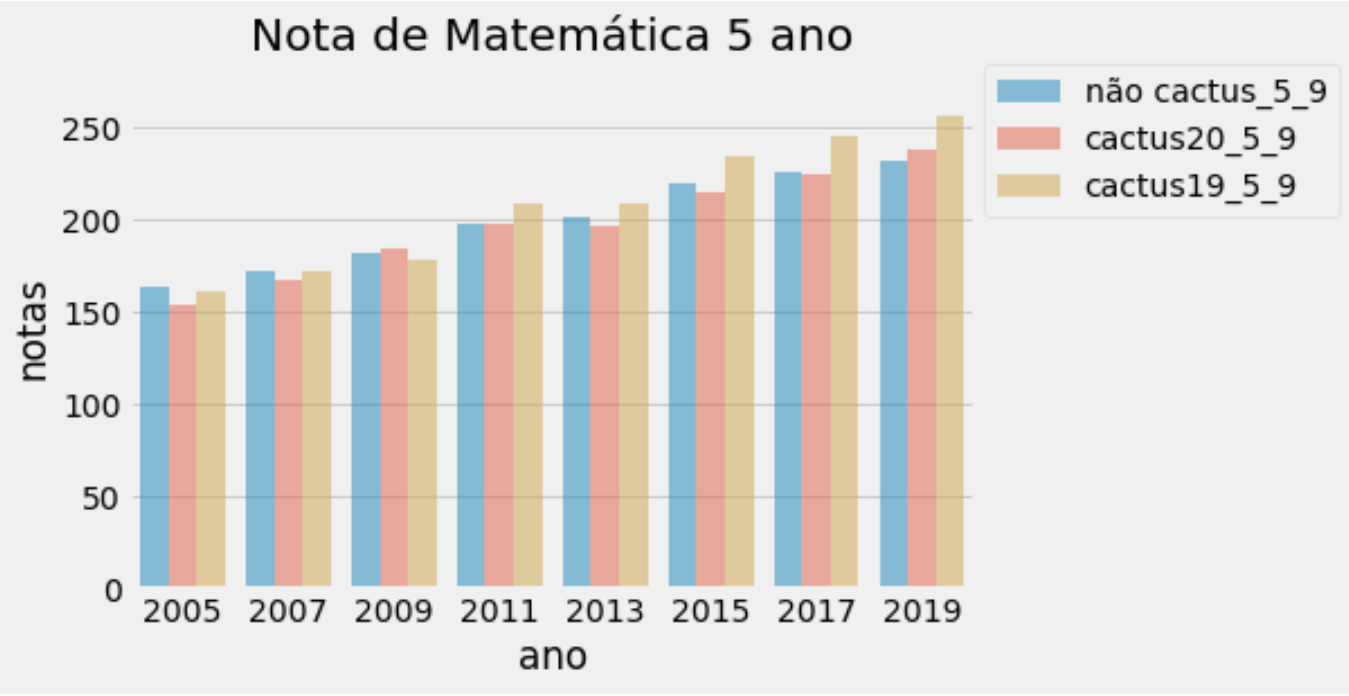 Nota de Matemática 5 ano
não cactus_5_9
cactus20_5_9
cactus19_5_9
250
200
150
100
50
0
notas
2005 2007 2009 2011 2013 2015 2017 2019
ano